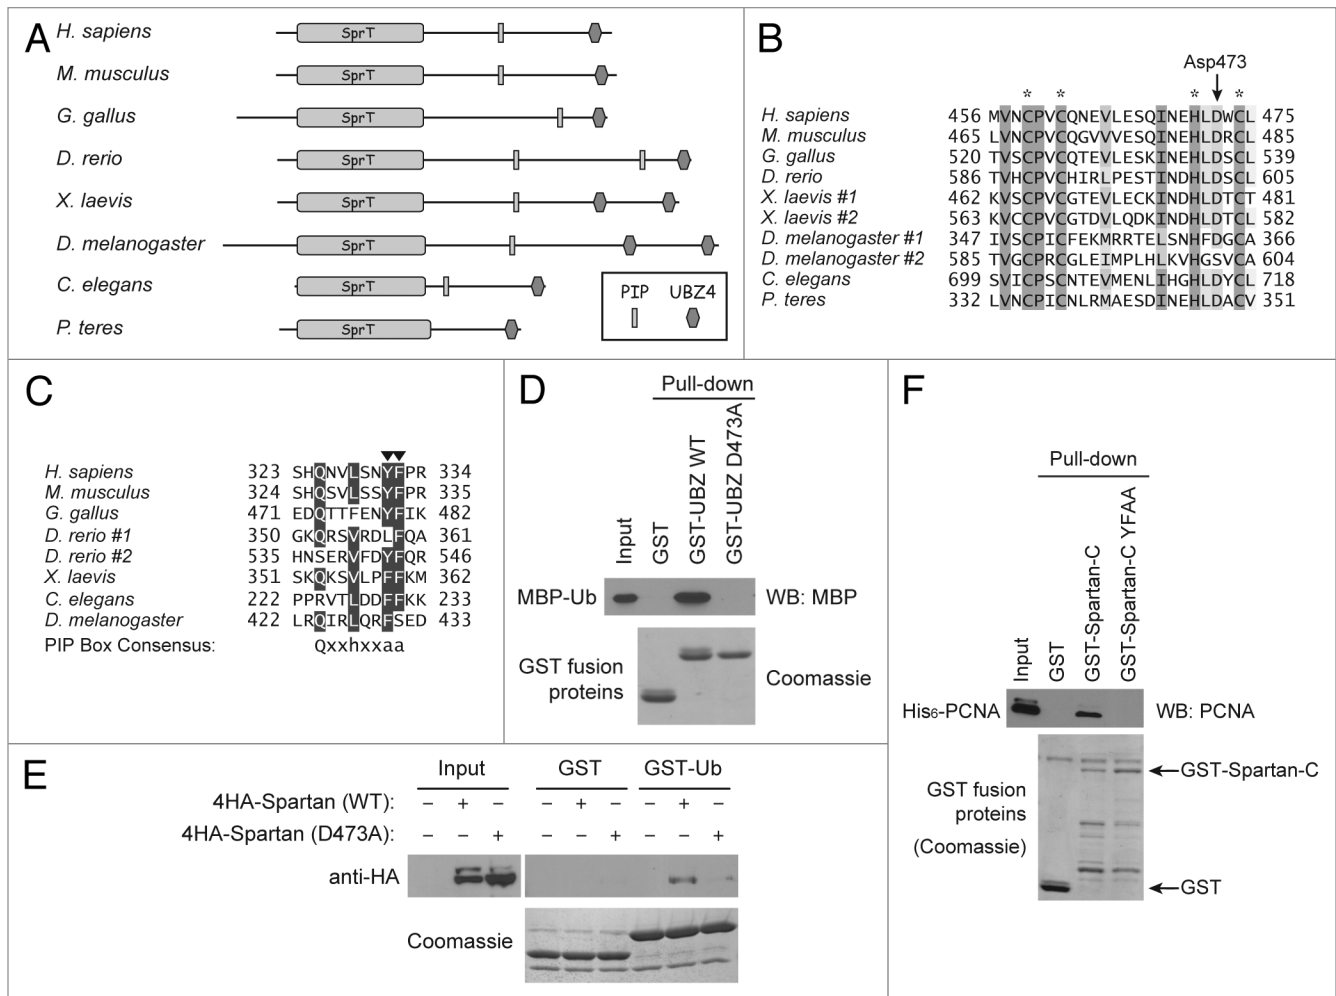 A
H. sapiens SprT
M. musculus SprT
G. gallus SprT
D. rerio SprT
X. laevis SprT
D. melanogaster SprT
C. elegans SprT
P. teres SprT
PIP UBZ4
B
Asp473
* * * *
H. sapiens 456 MVNCPVCQNEVLESQINEHLDWCL 475
M. musculus 465 LVNCPVCQGVVVESQINEHLDRCL 485
G. gallus 520 TVSCPVCQTEVLESKINEHLDSCL 539
D. rerio 586 TVHCPVCHIRLPESTINDHLDSCL 605
X. laevis #1 462 KVSCPVCGTEVLECKINDHLDTCT 481
X. laevis #2 563 KVCCPVCGTDVLQDKINDHLDTCL 582
D. melanogaster #1 347 IVSCPICFEKMRRTELSNHFDGCA 366
D. melanogaster #2 585 TVGCPRCGLEIMPLHLKVHGSVCA 604
C. elegans 699 SVICPSCNTEVMENLIHGHLDYCL 718
P. teres 332 LVNCPICNLRMAESDINEHLDACV 351
C
H. sapiens 323 SHQNVLSNYFPR 334
M. musculus 324 SHQSVLSSYFPR 335
G. gallus 471 EDQTTFENYFIK 482
D. rerio #1 350 GKQRSVRDLFQA 361
D. rerio #2 535 HNSERVFDYFQR 546
X. laevis 351 SKQKSVLPFFKM 362
C. elegans 222 PPRVTLDDFFKK 233
D. melanogaster 422 LRQIRLQRFSED 433
PIP Box Consensus: Qxxhxxaa
D
Pull-down
Input
GST
GST-UBZ WT
GST-UBZ D473A
MBP-Ub WB: MBP
GST fusion
proteins
Coomassie
E
Input GST GST-Ub
4HA-Spartan (WT): – + – – + – – + –
4HA-Spartan (D473A): – – + – – + – – +
anti-HA
Coomassie
F
Pull-down
Input
GST
GST-Spartan-C
GST-Spartan-C YFAA
His6-PCNA WB: PCNA
GST-Spartan-C
GST fusion
proteins
(Coomassie)
GST